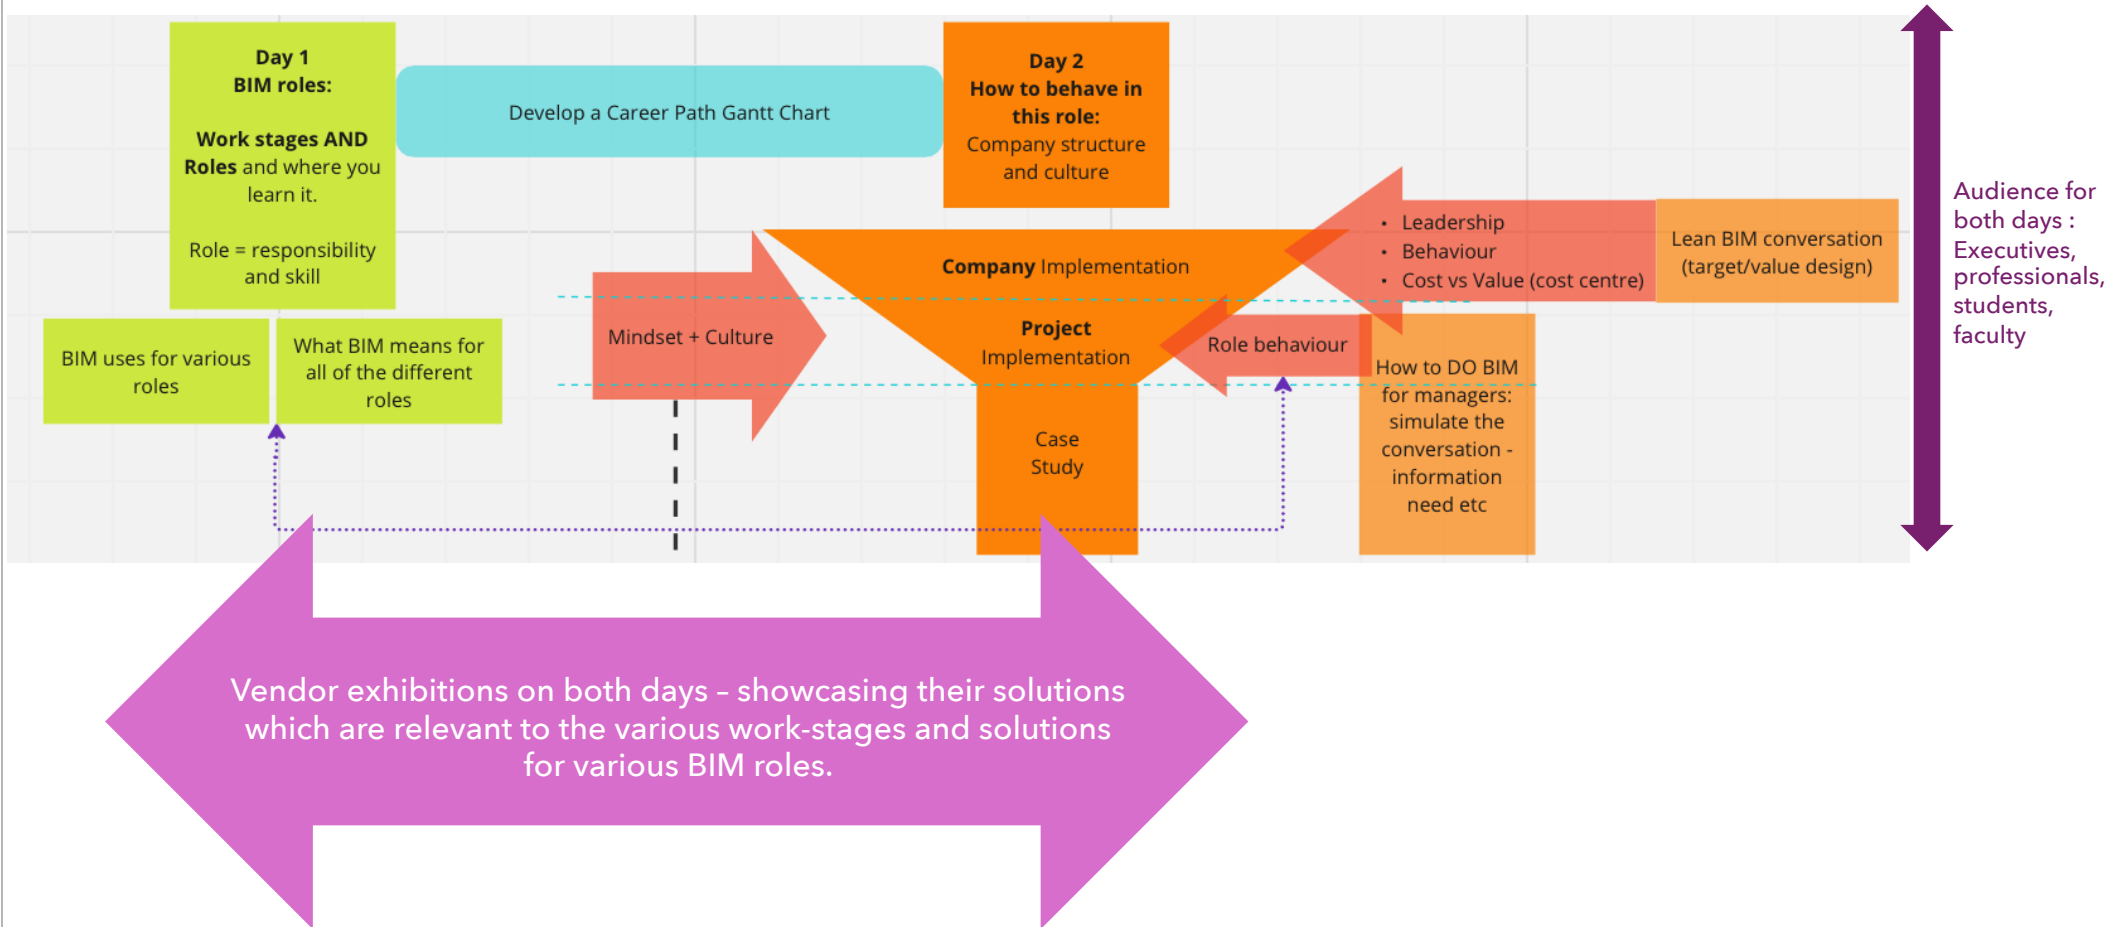 Day 1
BIM roles:
Work stages AND
Roles and where you
learn it.
Role = responsibility
and skill
Develop a Career Path Gantt Chart
Day 2
How to behave in
this role:
Company structure
and culture
BIM uses for various
roles
What BIM means for
all of the different
roles
Mindset + Culture
Company Implementation
Project
Implementation
Case
Study
• Leadership
• Behaviour
• Cost vs Value (cost centre)
Lean BIM conversation
(target/value design)
Role behaviour
How to DO BIM
for managers:
simulate the
conversation -
information
need etc
Audience for
both days :
Executives,
professionals,
students,
faculty
Vendor exhibitions on both days – showcasing their solutions
which are relevant to the various work-stages and solutions
for various BIM roles.